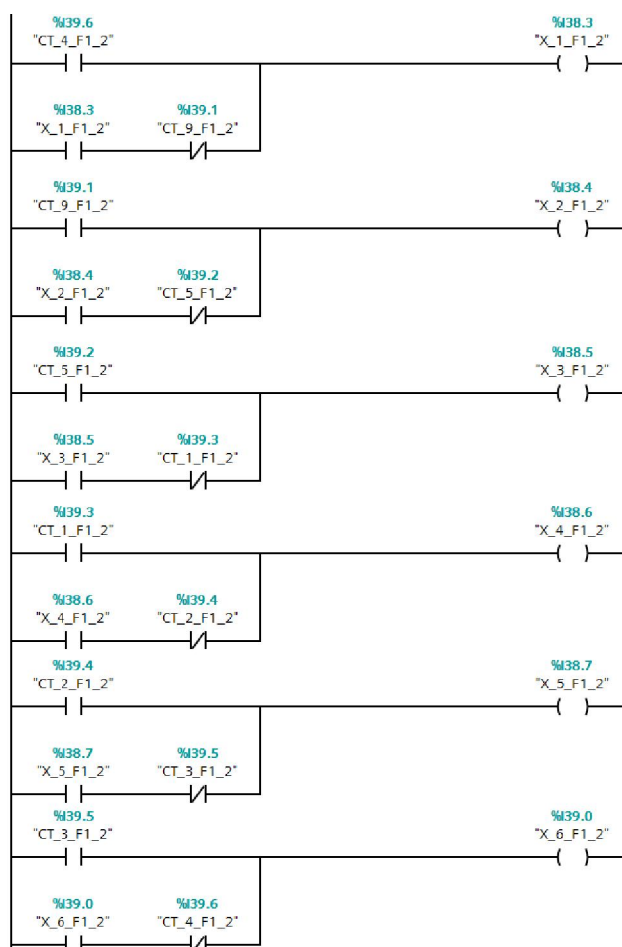 %I39.6 %I38.3
"CT_4_F1_2" "X_1_F1_2"
%I38.3 %I39.1
"X_1_F1_2" "CT_9_F1_2"
%I39.1 %I38.4
"CT_9_F1_2" "X_2_F1_2"
%I38.4 %I39.2
"X_2_F1_2" "CT_5_F1_2"
%I39.2 %I38.5
"CT_5_F1_2" "X_3_F1_2"
%I38.5 %I39.3
"X_3_F1_2" "CT_1_F1_2"
%I39.3 %I38.6
"CT_1_F1_2" "X_4_F1_2"
%I38.6 %I39.4
"X_4_F1_2" "CT_2_F1_2"
%I39.4 %I38.7
"CT_2_F1_2" "X_5_F1_2"
%I38.7 %I39.5
"X_5_F1_2" "CT_3_F1_2"
%I39.5 %I39.0
"CT_3_F1_2" "X_6_F1_2"
%I39.0 %I39.6
"X_6_F1_2" "CT_4_F1_2"